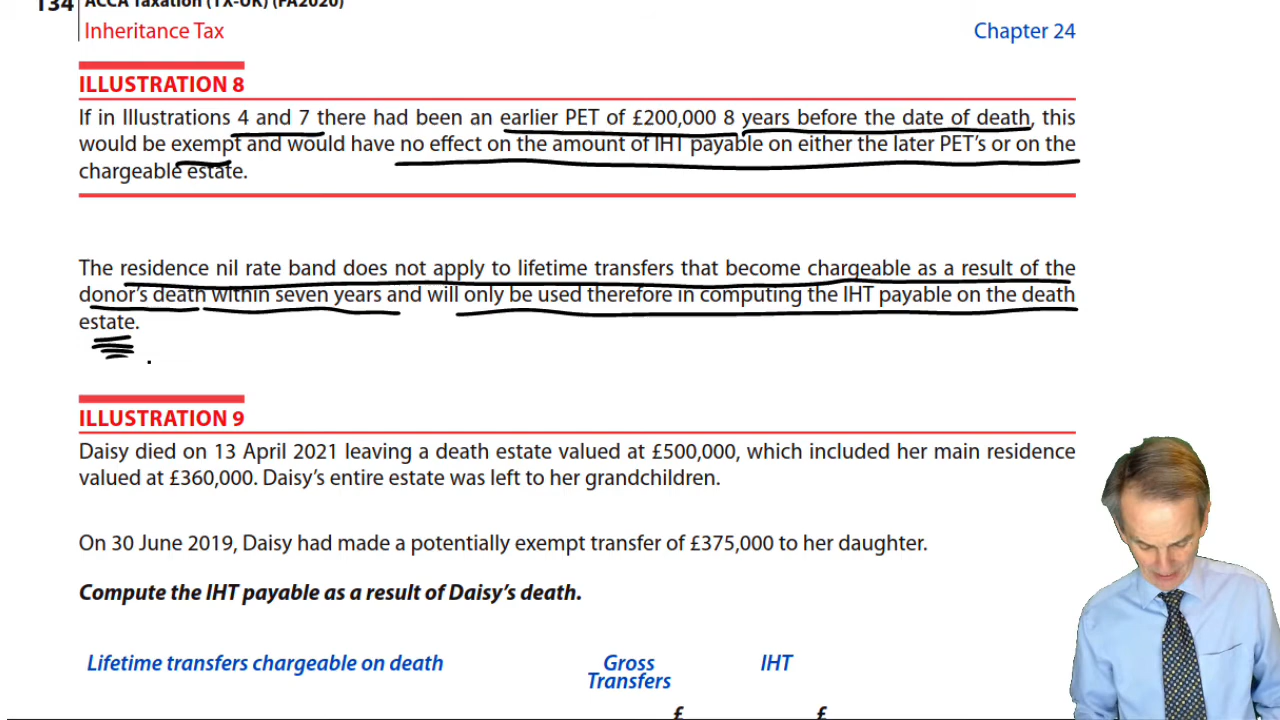 134 ACCA Taxation (TX-UK) (FA2020)
Inheritance Tax Chapter 24
ILLUSTRATION 8
If in Illustrations 4 and 7 there had been an earlier PET of £200,000 8 years before the date of death, this
would be exempt and would have no effect on the amount of IHT payable on either the later PET's or on the
chargeable estate.
The residence nil rate band does not apply to lifetime transfers that become chargeable as a result of the
donor's death within seven years and will only be used therefore in computing the IHT payable on the death
estate.
ILLUSTRATION 9
Daisy died on 13 April 2021 leaving a death estate valued at £500,000, which included her main residence
valued at £360,000. Daisy's entire estate was left to her grandchildren.
On 30 June 2019, Daisy had made a potentially exempt transfer of £375,000 to her daughter.
Compute the IHT payable as a result of Daisy's death.
Lifetime transfers chargeable on death Gross IHT
Transfers
£ £